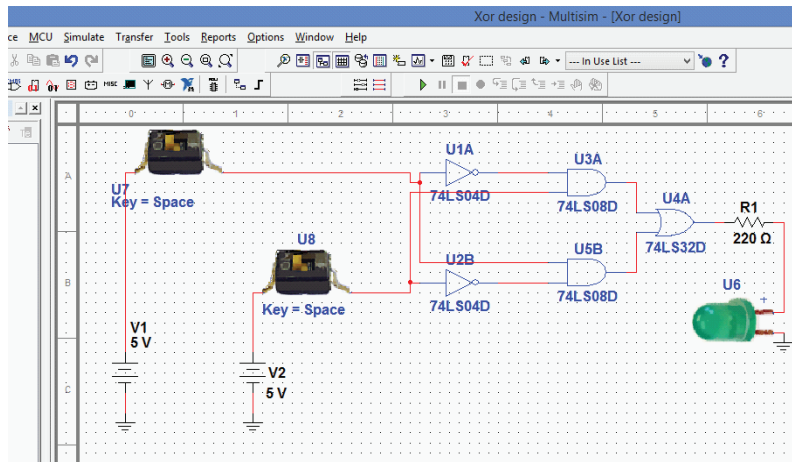 Xor design - Multisim - [Xor design]
ce MCU Simulate Transfer Tools Reports Options Window Help
--- In Use List --- ?
MISC
0 1 2 3 4 5 6
A
B
C
U7
Key = Space
U8
Key = Space
V1
5 V
V2
5 V
U1A
74LS04D
U2B
74LS04D
U3A
74LS08D
U5B
74LS08D
U4A
74LS32D
R1
220 Ω
U6
+